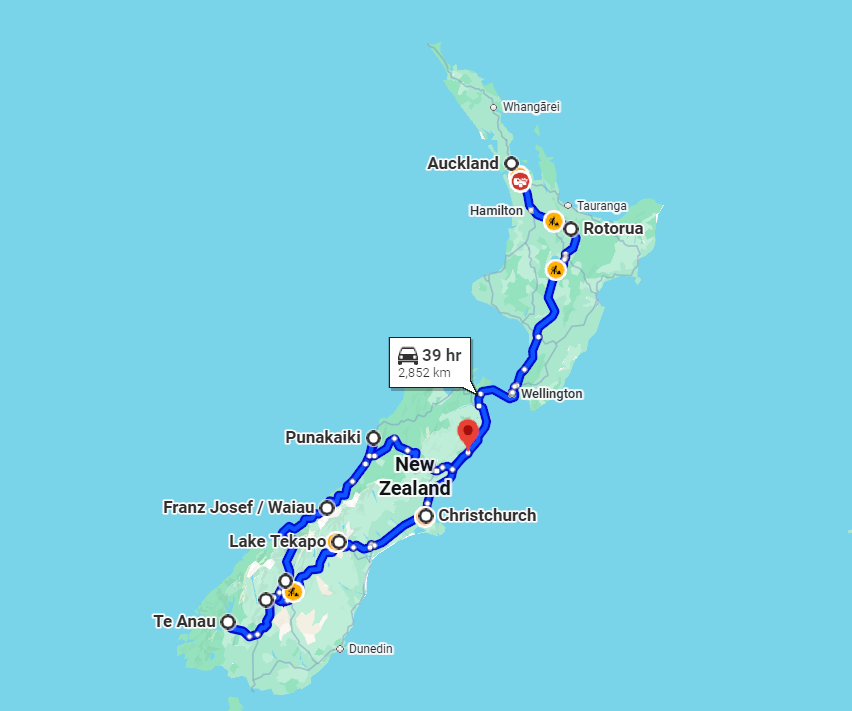 Whangārei
Auckland
Hamilton
Tauranga
Rotorua
39 hr
2,852 km
Wellington
Punakaiki
New
Zealand
Franz Josef / Waiau
Christchurch
Lake Tekapo
Te Anau
Dunedin